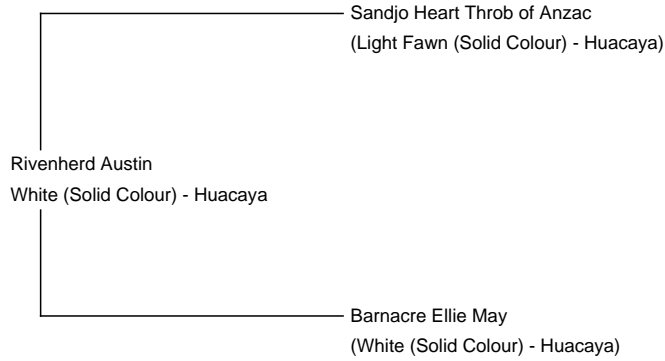 Sandjo Heart Throb of Anzac
(Light Fawn (Solid Colour) - Huacaya)
Rivenherd Austin
White (Solid Colour) - Huacaya
Barnacre Ellie May
(White (Solid Colour) - Huacaya)